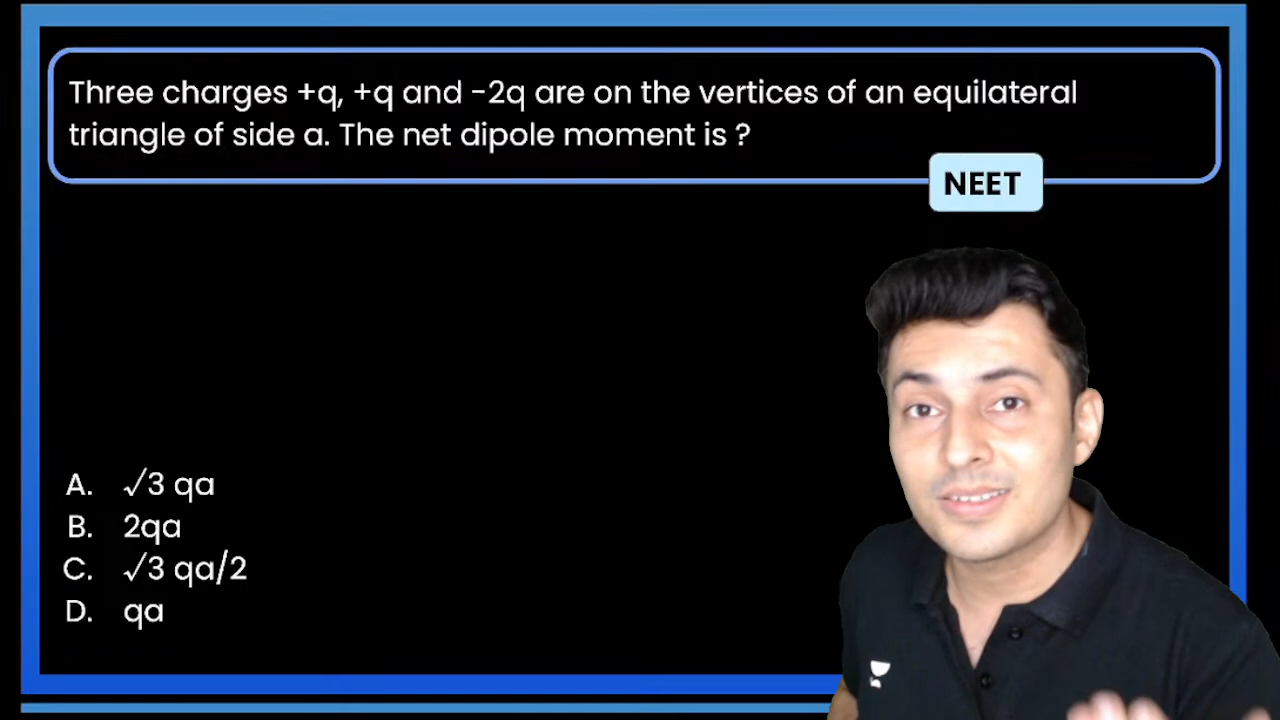 Three charges +q, +q and -2q are on the vertices of an equilateral
triangle of side a. The net dipole moment is ?
NEET
A. √3 qa
B. 2qa
C. √3 qa/2
D. qa